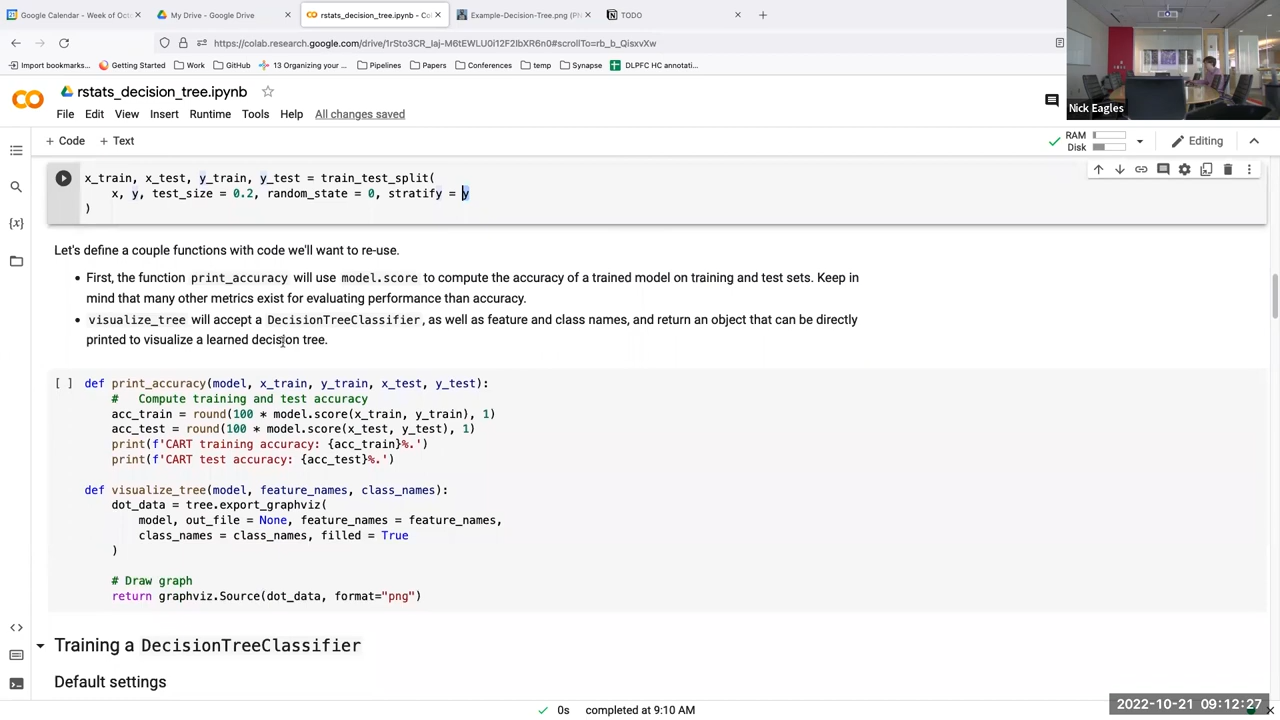 Google Calendar - Week of Oct
My Drive - Google Drive
rstats_decision_tree.ipynb - Co
Example-Decision-Tree.png (PN
TODO
https://colab.research.google.com/drive/1rSto3CR_laj-M6tEWLU0i12F2IbXR6n0#scrollTo=rb_b_QisxvXw
Import bookmarks...
Getting Started
Work
GitHub
13 Organizing your ...
Pipelines
Papers
Conferences
temp
Synapse
DLPFC HC annotati...
Nick Eagles
rstats_decision_tree.ipynb
File Edit View Insert Runtime Tools Help All changes saved
+ Code + Text
RAM
Disk
Editing
x_train, x_test, y_train, y_test = train_test_split(
x, y, test_size = 0.2, random_state = 0, stratify = y
)
Let's define a couple functions with code we'll want to re-use.
• First, the function print_accuracy will use model.score to compute the accuracy of a trained model on training and test sets. Keep in
mind that many other metrics exist for evaluating performance than accuracy.
• visualize_tree will accept a DecisionTreeClassifier, as well as feature and class names, and return an object that can be directly
printed to visualize a learned decision tree.
[ ] def print_accuracy(model, x_train, y_train, x_test, y_test):
# Compute training and test accuracy
acc_train = round(100 * model.score(x_train, y_train), 1)
acc_test = round(100 * model.score(x_test, y_test), 1)
print(f'CART training accuracy: {acc_train}%.')
print(f'CART test accuracy: {acc_test}%.')
def visualize_tree(model, feature_names, class_names):
dot_data = tree.export_graphviz(
model, out_file = None, feature_names = feature_names,
class_names = class_names, filled = True
)
# Draw graph
return graphviz.Source(dot_data, format="png")
Training a DecisionTreeClassifier
Default settings
0s completed at 9:10 AM
2022-10-21 09:12:27